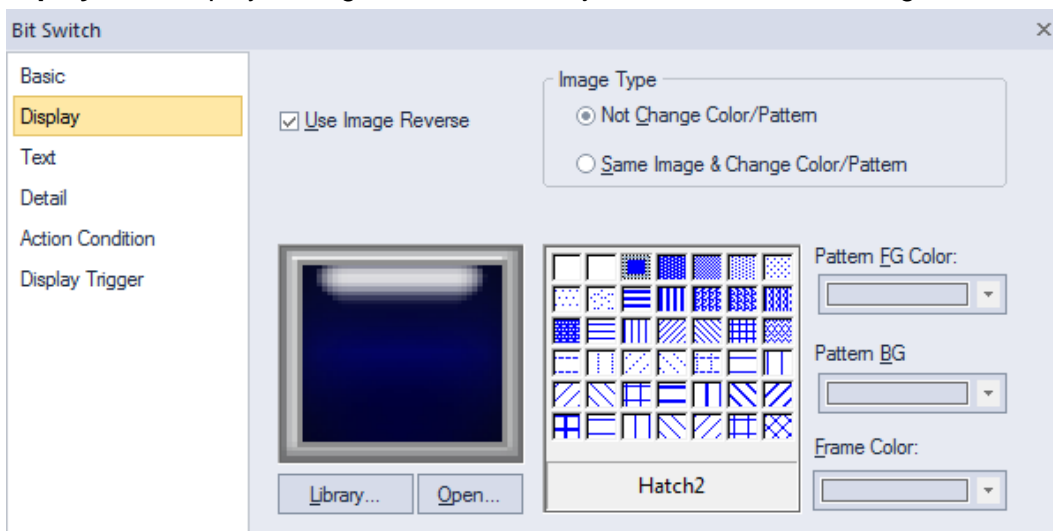 Bit Switch
Basic
Display
Text
Detail
Action Condition
Display Trigger
Use Image Reverse
Image Type
Not Change Color/Pattern
Same Image & Change Color/Pattern
Library...
Open...
Hatch2
Pattern FG Color:
Pattern BG
Frame Color: